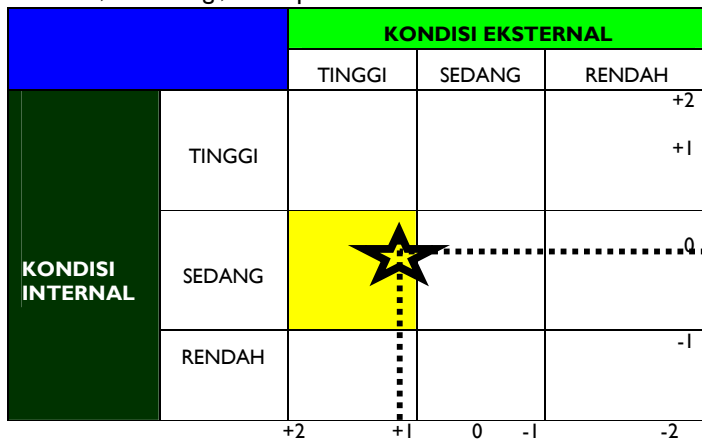 KONDISI EKSTERNAL
TINGGI SEDANG RENDAH
+2
TINGGI +1
0
KONDISI INTERNAL SEDANG
RENDAH -1
+2 +1 0 -1 -2